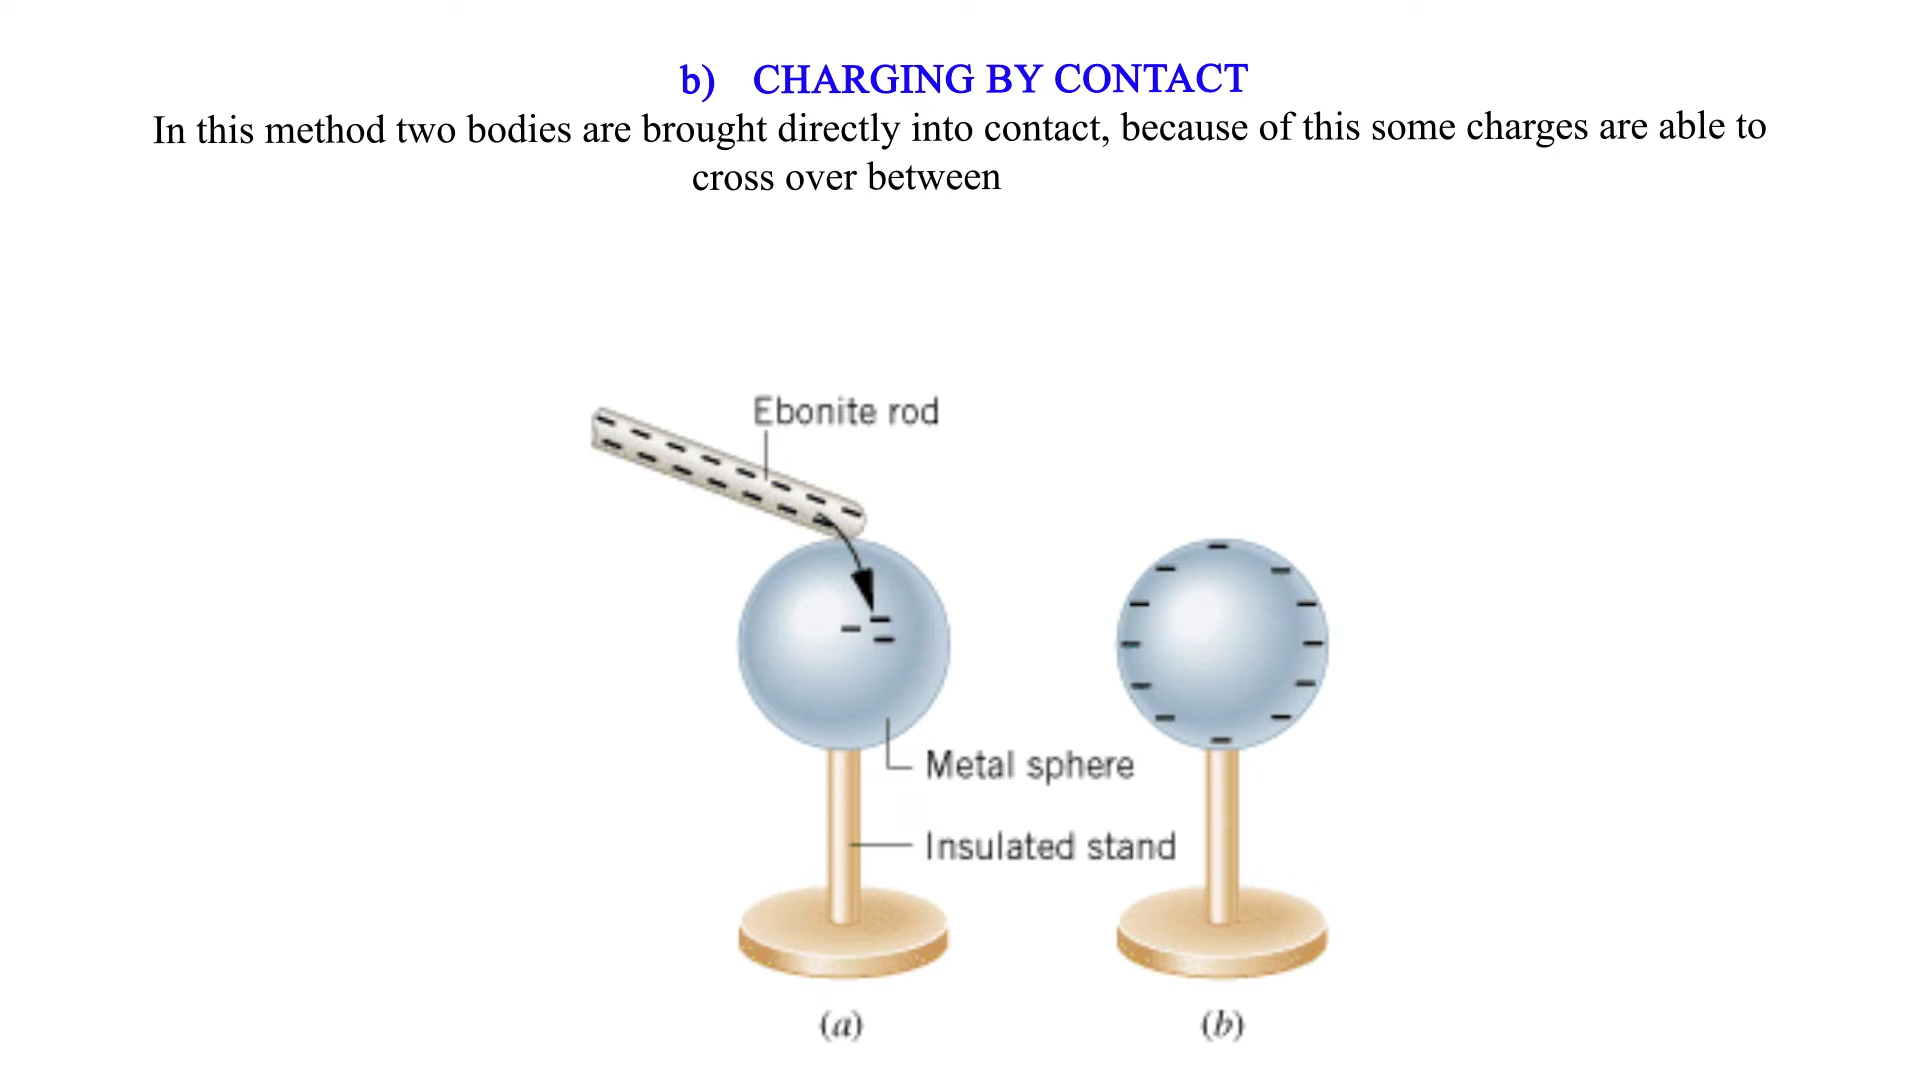 b) CHARGING BY CONTACT
In this method two bodies are brought directly into contact, because of this some charges are able to
cross over between
Ebonite rod
Metal sphere
Insulated stand
(a)
(b)